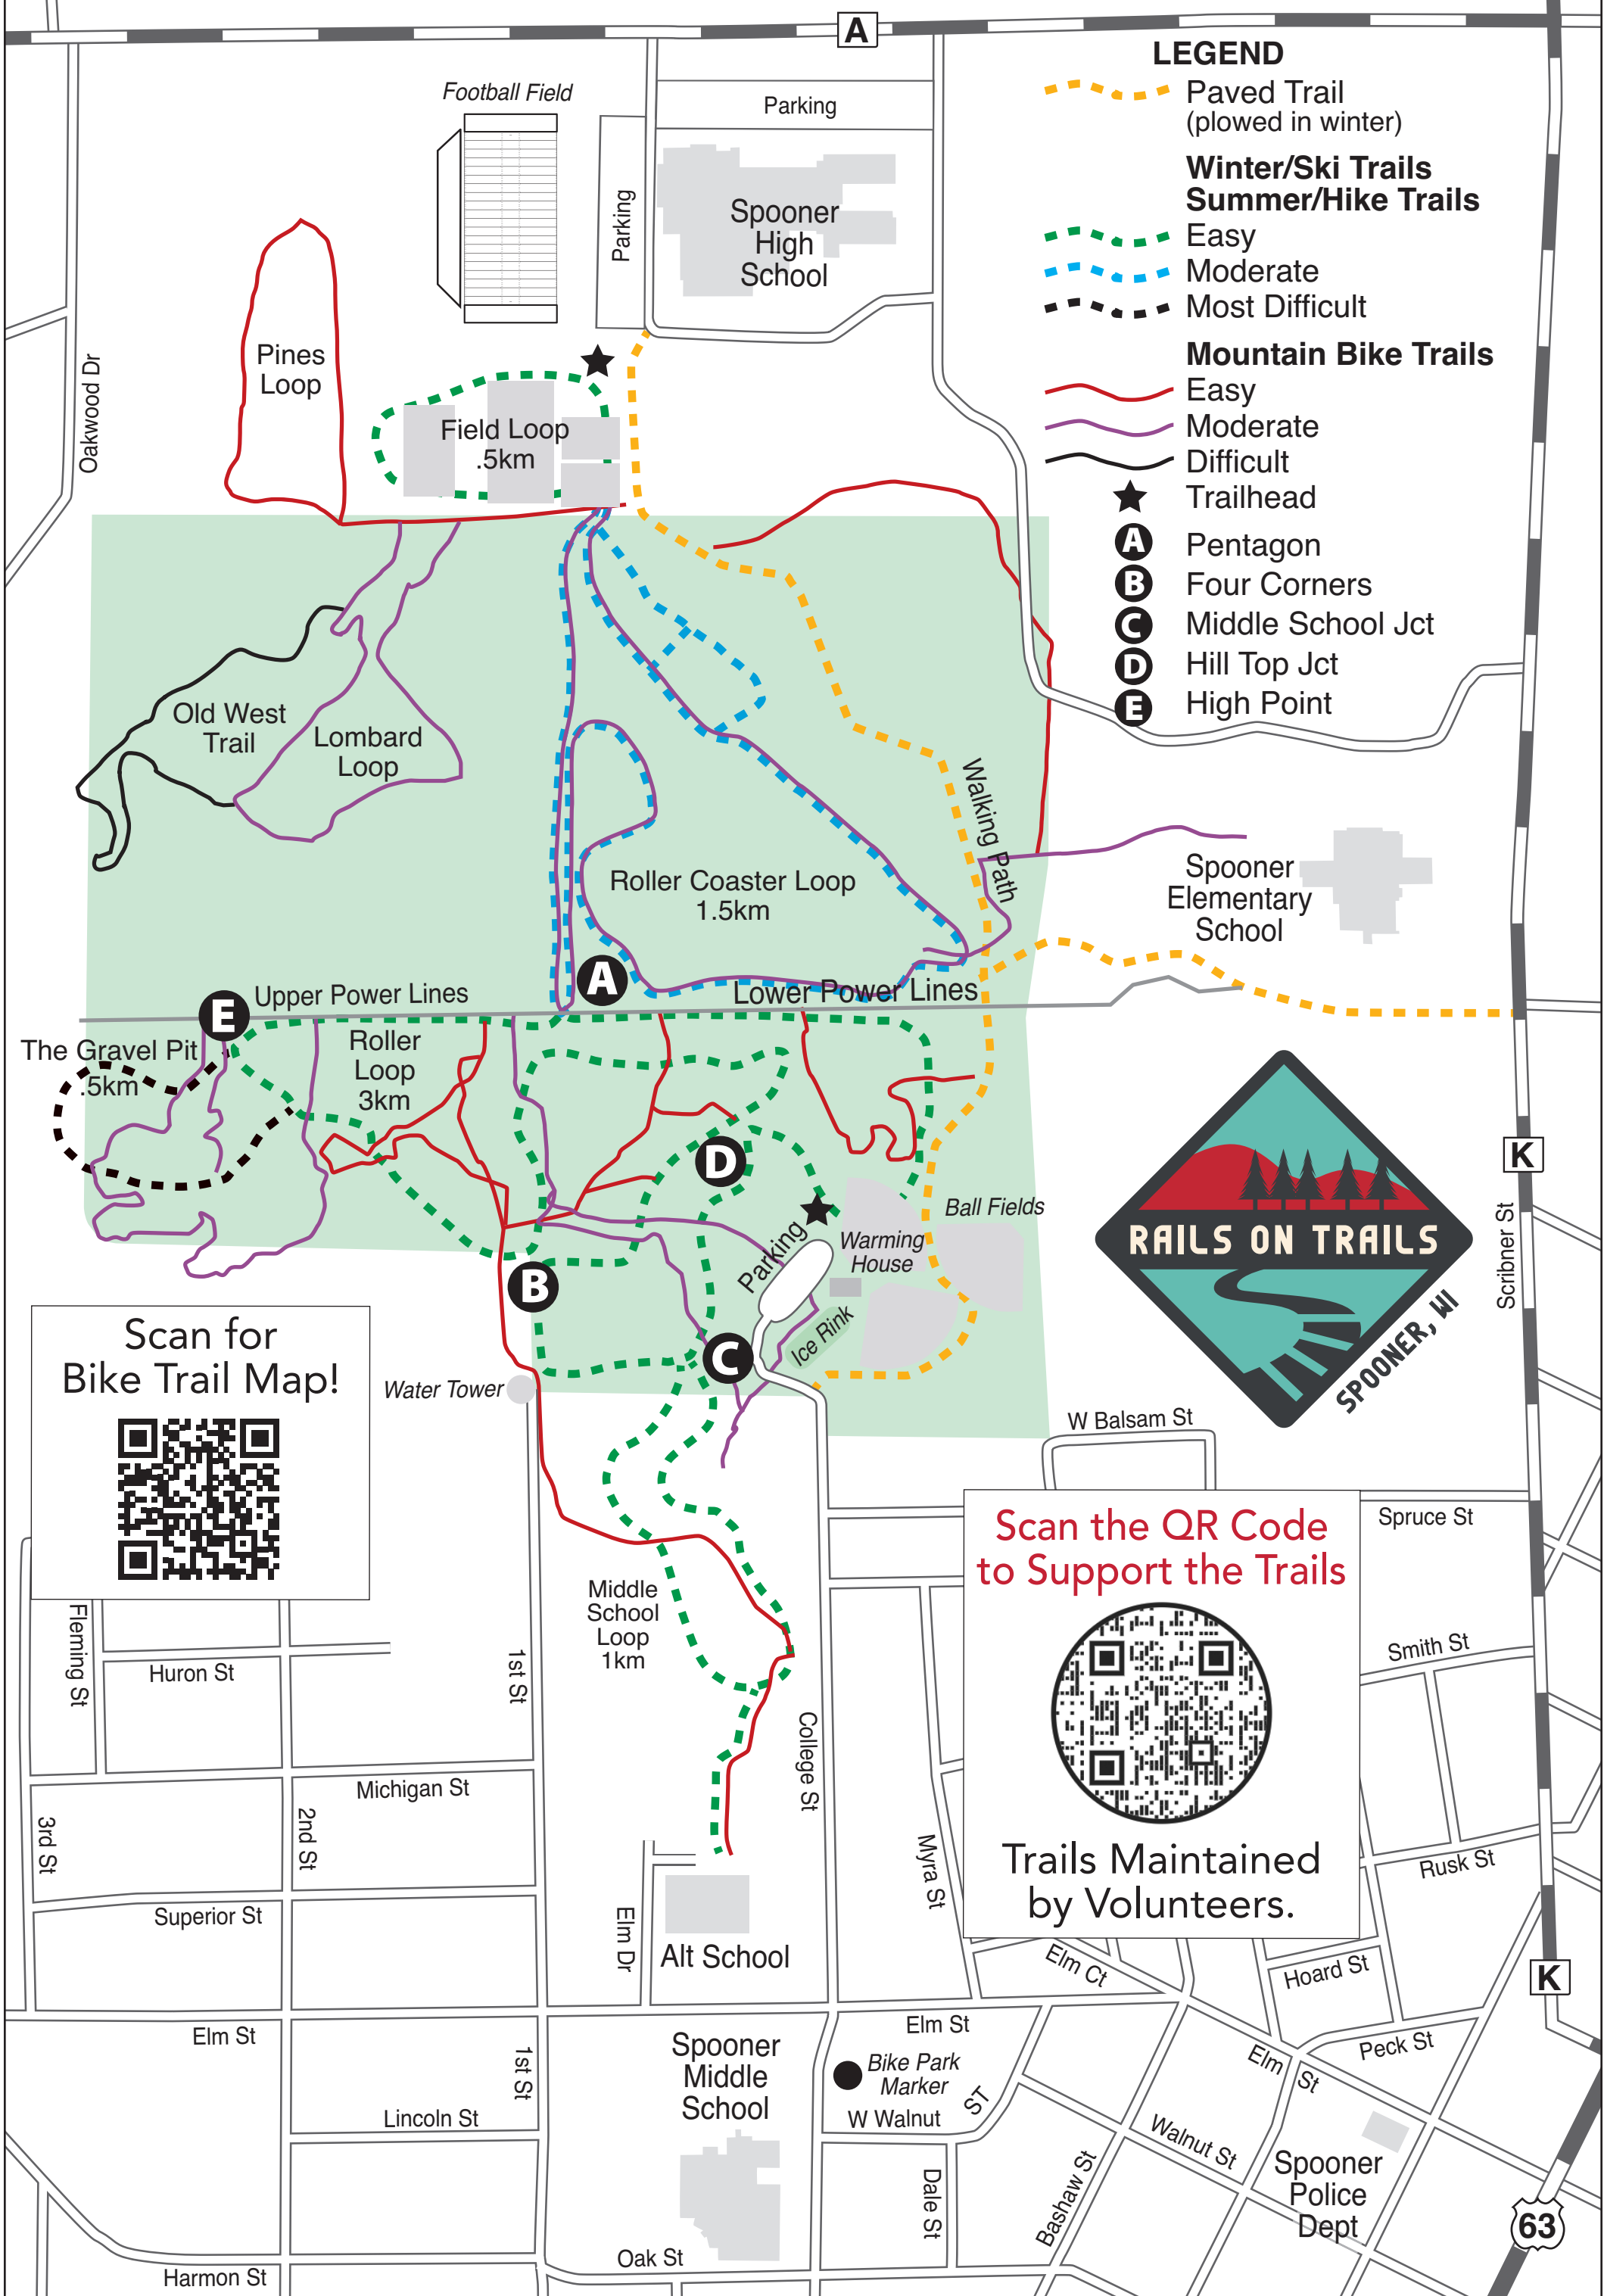 A
LEGEND
Paved Trail
(plowed in winter)
Winter/Ski Trails
Summer/Hike Trails
Easy
Moderate
Most Difficult
Mountain Bike Trails
Easy
Moderate
Difficult
Trailhead
A Pentagon
B Four Corners
C Middle School Jct
D Hill Top Jct
E High Point
Football Field
Parking
Parking
Spooner
High
School
Oakwood Dr
Pines
Loop
Field Loop
.5km
Old West
Trail
Lombard
Loop
Walking Path
Roller Coaster Loop
1.5km
Spooner
Elementary
School
A
E
Upper Power Lines
Lower Power Lines
The Gravel Pit
.5km
Roller
Loop
3km
D
Ball Fields
Parking
Warming
House
Ice Rink
B
C
Water Tower
K
Scribner St
RAILS ON TRAILS
SPOONER, WI
Scan for
Bike Trail Map!
W Balsam St
Spruce St
Scan the QR Code
to Support the Trails
Trails Maintained
by Volunteers.
Middle
School
Loop
1km
Fleming St
Huron St
1st St
Smith St
College St
Michigan St
3rd St
2nd St
Myra St
Rusk St
Superior St
Elm Dr
Alt School
Elm Ct
Hoard St
K
Elm St
Elm St
Peck St
Elm St
Spooner
Middle
School
Bike Park
Marker
1st St
Lincoln St
W Walnut ST
Walnut St
Dale St
Bashaw St
Spooner
Police
Dept
63
Oak St
Harmon St